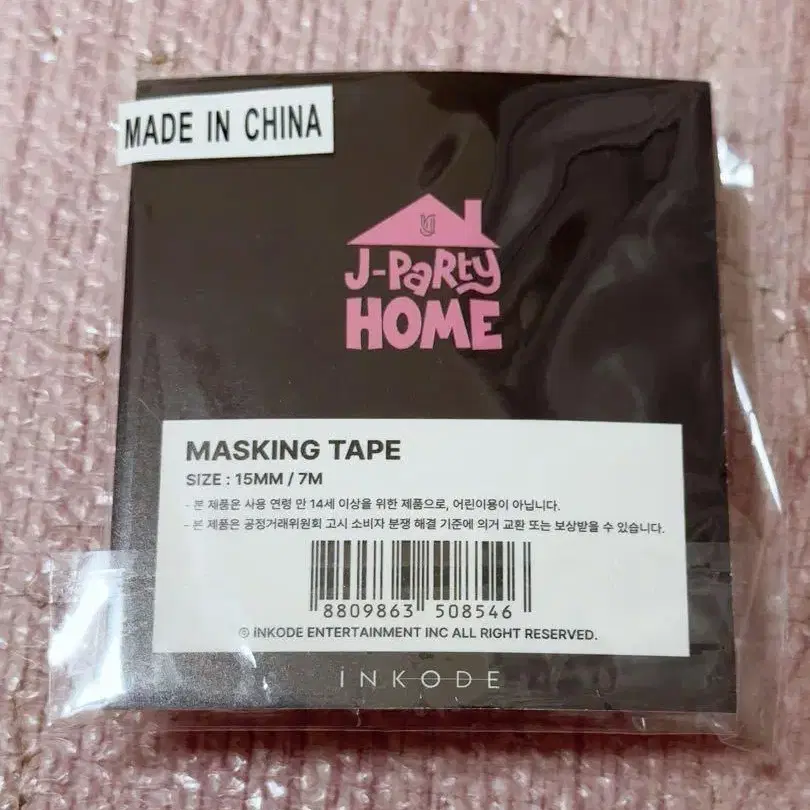 MADE IN CHINA
J-PaRty
HOME
MASKING TAPE
SIZE : 15MM / 7M
- 본 제품은 사용 연령 만 14세 이상을 위한 제품으로, 어린이용이 아닙니다.
- 본 제품은 공정거래위원회 고시 소비자 분쟁 해결 기준에 의거 교환 또는 보상받을 수 있습니다.
8809863 508546
© iNKODE ENTERTAINMENT INC ALL RIGHT RESERVED.
iNKODE